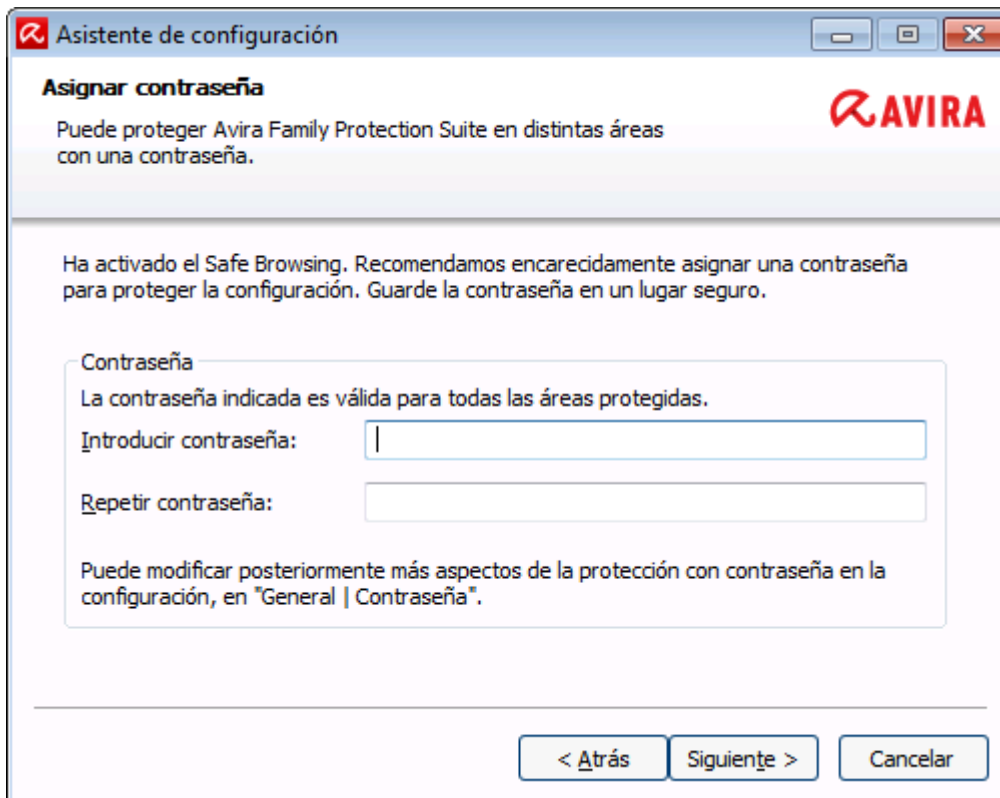 Asistente de configuración
Asignar contraseña
Puede proteger Avira Family Protection Suite en distintas áreas
con una contraseña.
AVIRA
Ha activado el Safe Browsing. Recomendamos encarecidamente asignar una contraseña
para proteger la configuración. Guarde la contraseña en un lugar seguro.
Contraseña
La contraseña indicada es válida para todas las áreas protegidas.
Introducir contraseña:
Repetir contraseña:
Puede modificar posteriormente más aspectos de la protección con contraseña en la
configuración, en "General | Contraseña".
< Atrás
Siguiente >
Cancelar